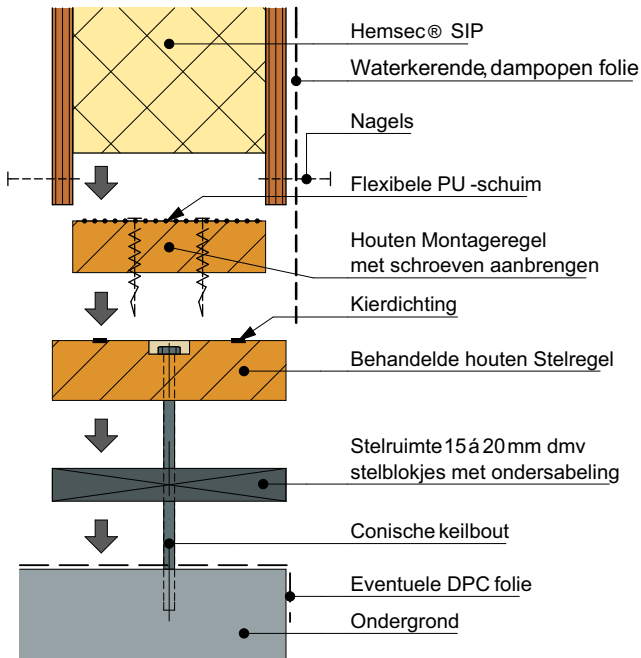 Hemsec® SIP
Waterkerende, dampopen folie
Nagels
Flexibele PU -schuim
Houten Montageregel
met schroeven aanbrengen
Kierdichting
Behandelde houten Stelregel
Stelruimte 15 á 20 mm dmv
stelblokjes met ondersabeling
Conische keilbout
Eventuele DPC folie
Ondergrond